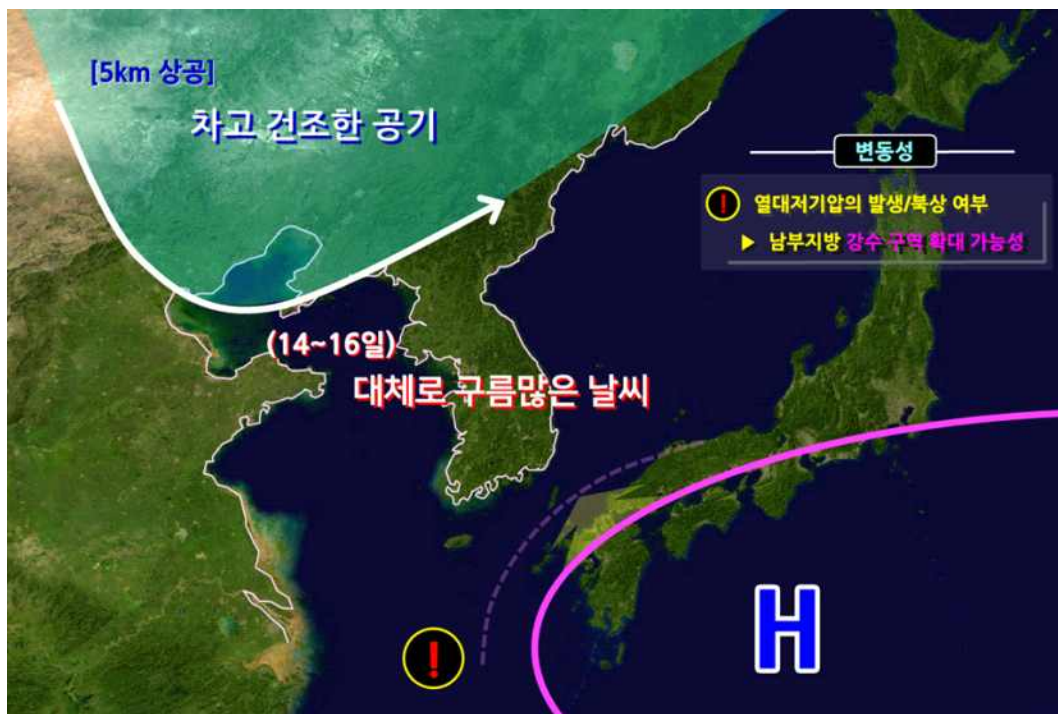 [5km 상공]
차고 건조한 공기
변동성
! 열대저기압의 발생/북상 여부
▶ 남부지방 강수 구역 확대 가능성
(14~16일)
대체로 구름많은 날씨
H
!